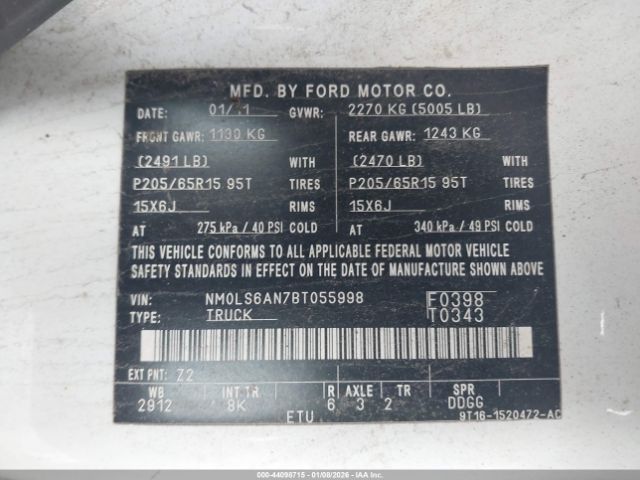 MFD. BY FORD MOTOR CO.
DATE: 01/11 GVWR: 2270 KG (5005 LB)
FRONT GAWR: 1130 KG REAR GAWR: 1243 KG
(2491 LB) WITH (2470 LB) WITH
P205/65R15 95T TIRES P205/65R15 95T TIRES
15X6J RIMS 15X6J RIMS
AT 275 kPa / 40 PSI COLD AT 340 kPa / 49 PSI COLD
THIS VEHICLE CONFORMS TO ALL APPLICABLE FEDERAL MOTOR VEHICLE
SAFETY STANDARDS IN EFFECT ON THE DATE OF MANUFACTURE SHOWN ABOVE
VIN: NM0LS6AN7BT055998 F0398
TYPE: TRUCK T0343
EXT PNT: Z2
WB INT TR R AXLE TR SPR
2912 8K 6 3 2 DDGG
ETU 9T16-1520472-AC
000-44098715 - 01/08/2026 - IAAI.COM